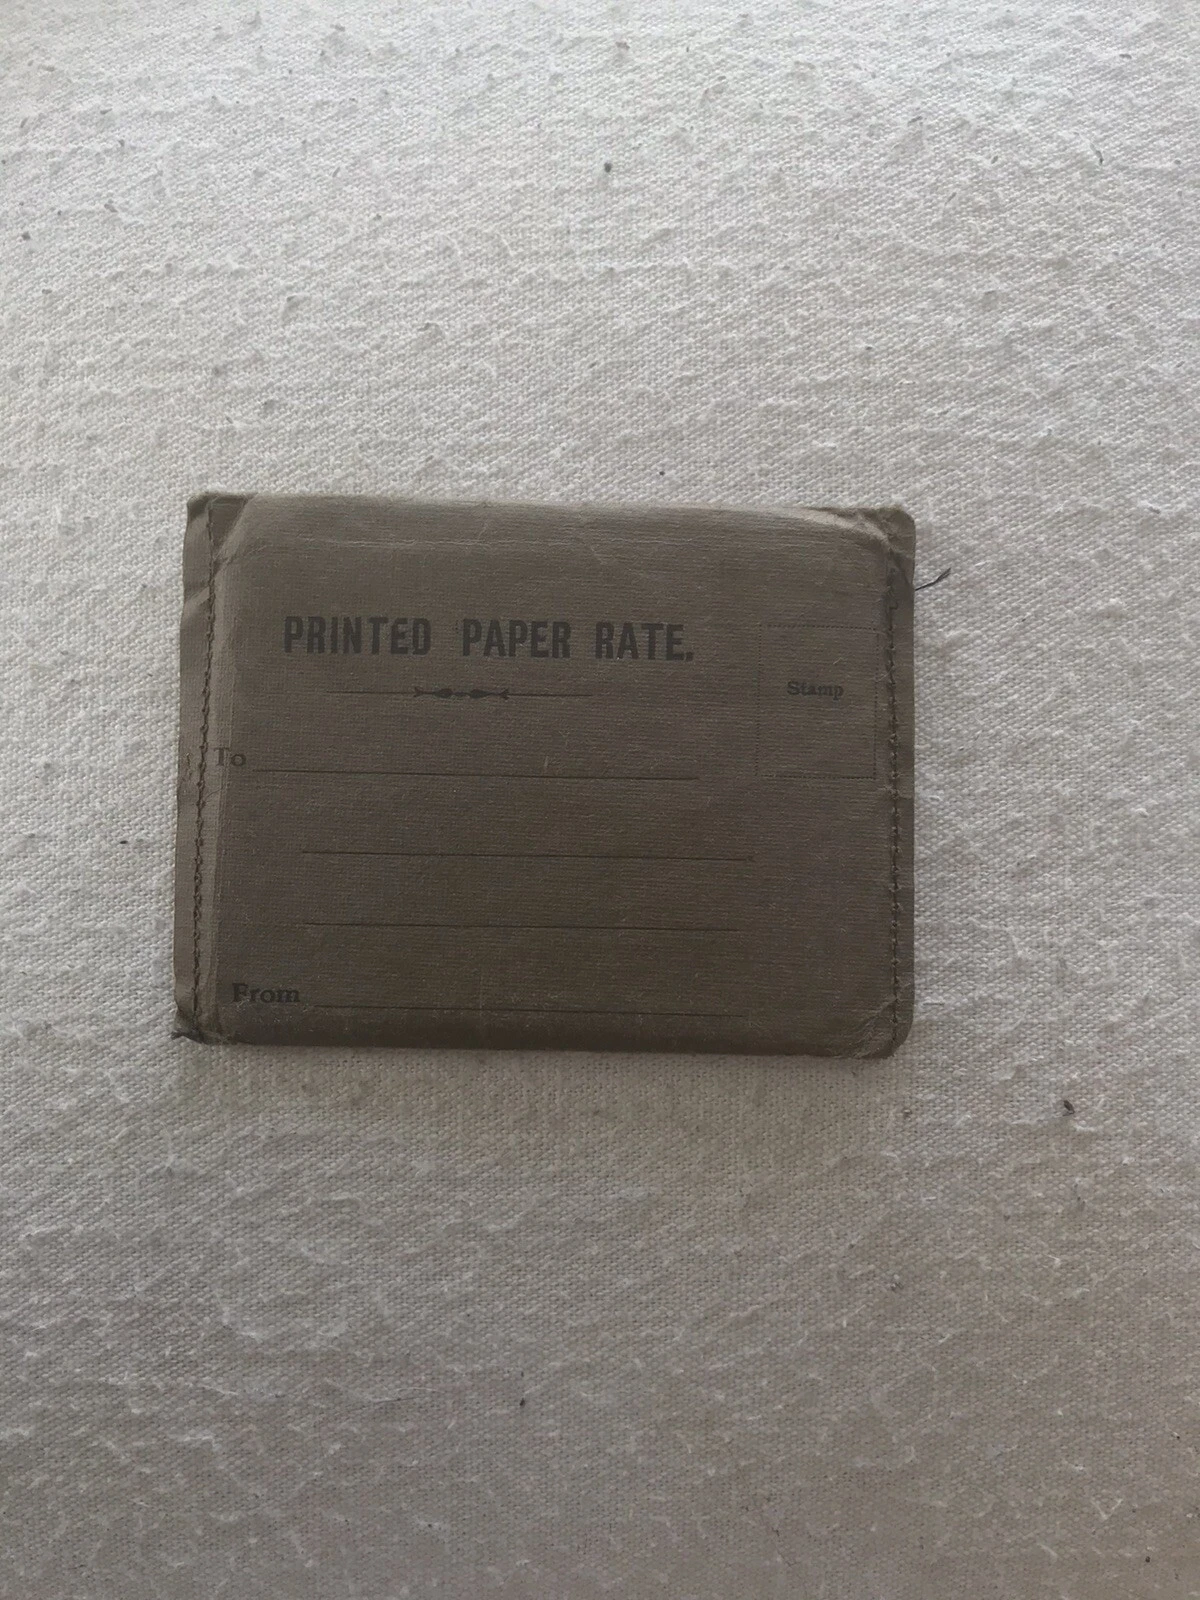 PRINTED PAPER RATE.
Stamp
To
From